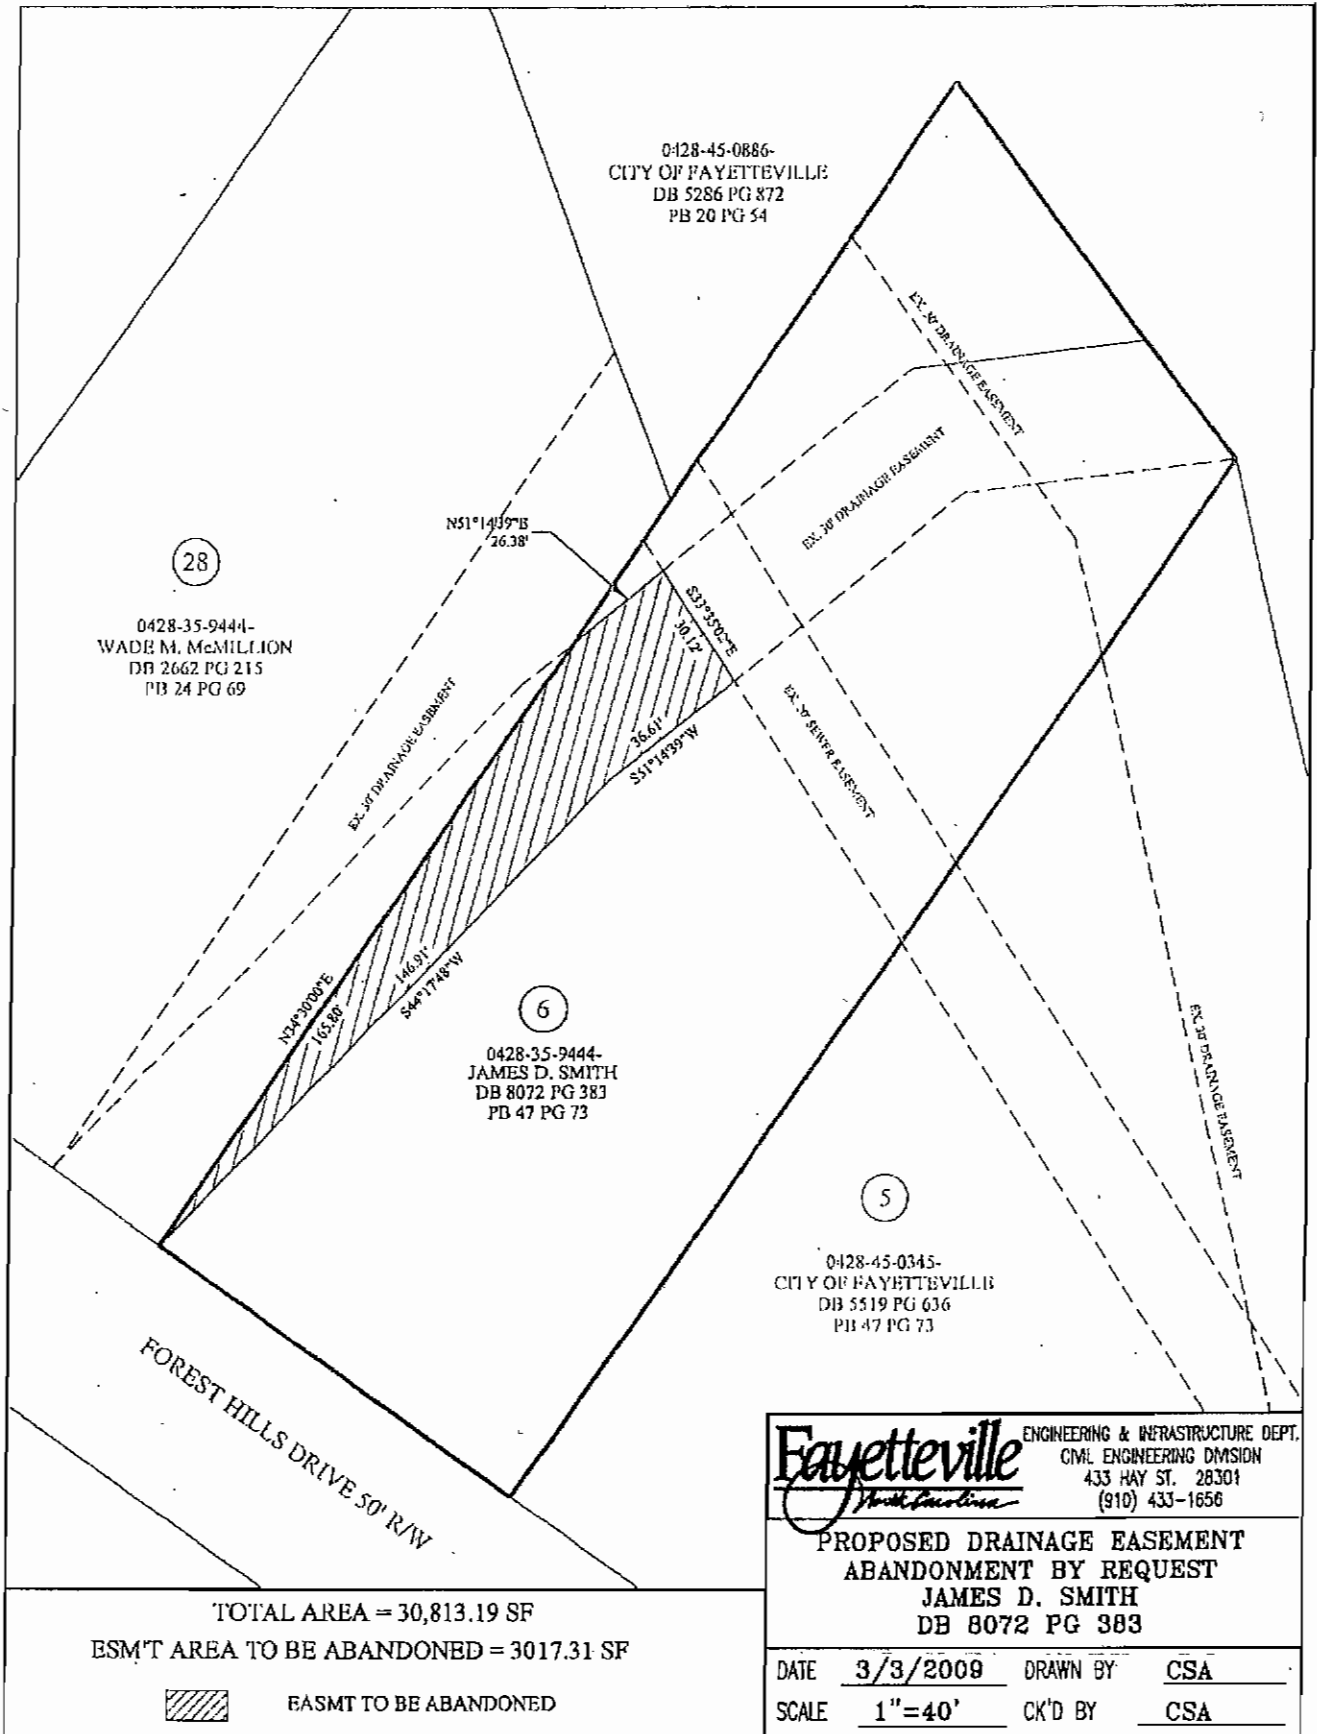 0428-45-0886-
CITY OF FAYETTEVILLE
DB 5286 PG 872
PB 20 PG 54
EX. 30' DRAINAGE EASEMENT
EX. 30' DRAINAGE EASEMENT
N51°14'39"E
26.38'
28
0428-35-9444-
WADE M. McMILLION
DB 2662 PG 215
PB 24 PG 69
S33°35'02"E
30.12'
EX. 30' DRAINAGE EASEMENT
36.61'
S51°14'39"W
EX. 30' SEWER EASEMENT
N34°30'00"E
165.80'
146.91'
S44°17'48"W
6
0428-35-9444-
JAMES D. SMITH
DB 8072 PG 383
PB 47 PG 73
EX. 30' DRAINAGE EASEMENT
5
0428-45-0345-
CITY OF FAYETTEVILLE
DB 5519 PG 636
PB 47 PG 73
FOREST HILLS DRIVE 50' R/W
Fayetteville
North Carolina
ENGINEERING & INFRASTRUCTURE DEPT.
CIVIL ENGINEERING DIVISION
433 HAY ST. 28301
(910) 433-1656
PROPOSED DRAINAGE EASEMENT
ABANDONMENT BY REQUEST
JAMES D. SMITH
DB 8072 PG 383
TOTAL AREA = 30,813.19 SF
ESM'T AREA TO BE ABANDONED = 3017.31 SF
EASMT TO BE ABANDONED
DATE 3/3/2009 DRAWN BY CSA
SCALE 1"=40' CK'D BY CSA